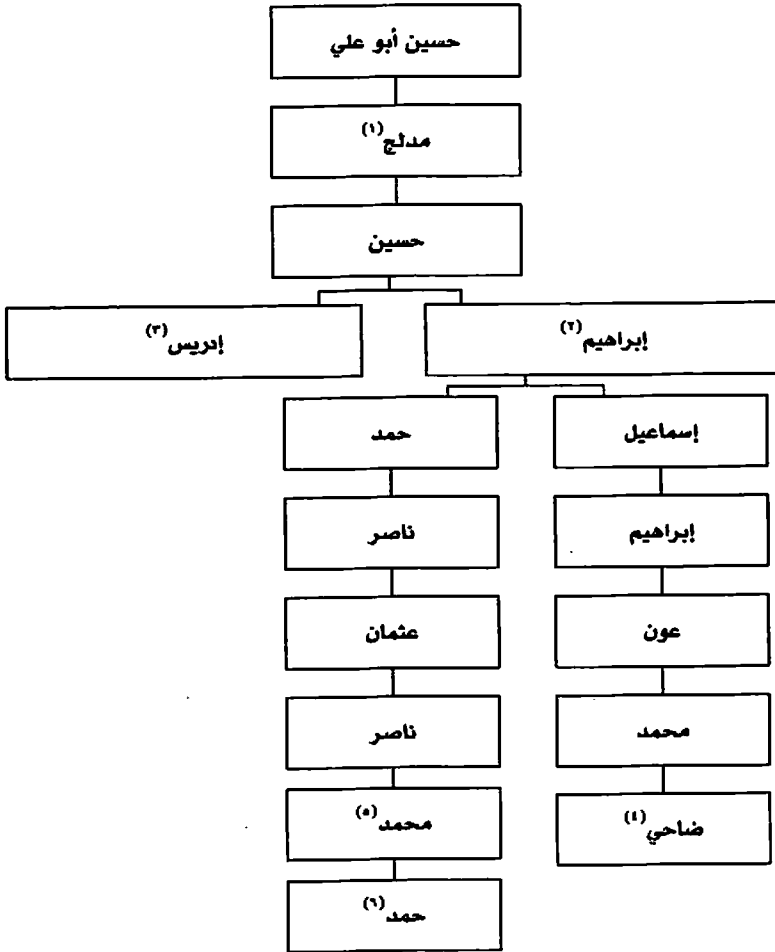 حسين أبو علي
مدلج (١)
حسين
إبراهيم (٢)
إدريس (٣)
إسماعيل
حمد
إبراهيم
ناصر
عون
عثمان
محمد
ناصر
ضاحي (٤)
محمد (٥)
حمد (٦)